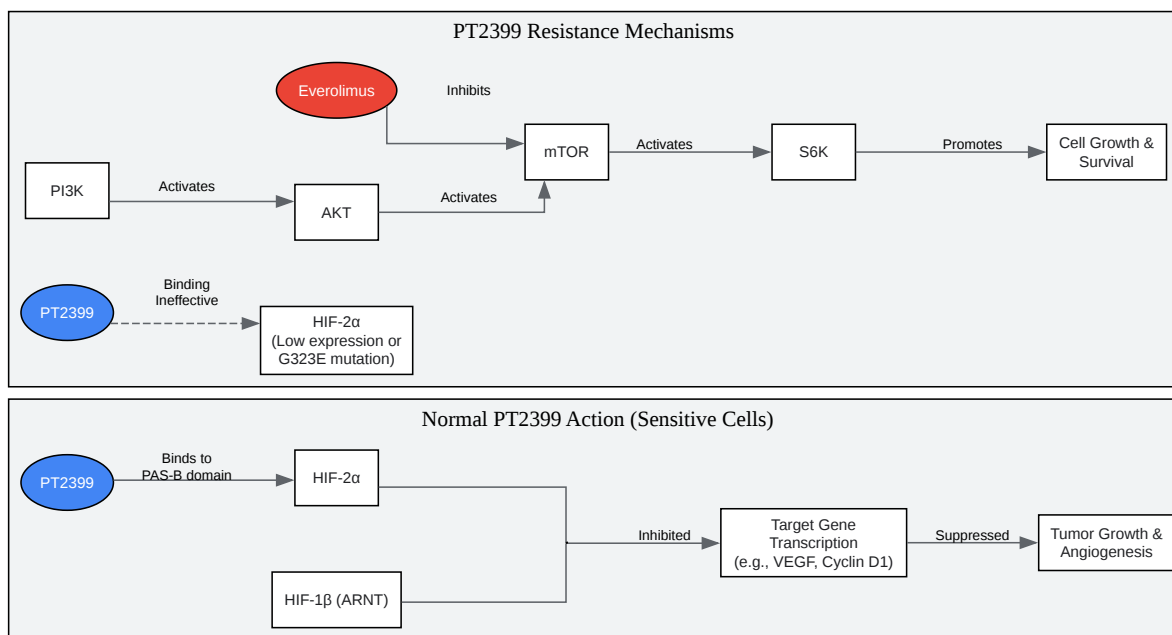 PT2399 Resistance Mechanisms
Everolimus
Inhibits
mTOR
Activates
S6K
Promotes
Cell Growth &
Survival
PI3K
Activates
AKT
Activates
PT2399
Binding
Ineffective
HIF-2α
(Low expression or
G323E mutation)
Normal PT2399 Action (Sensitive Cells)
PT2399
Binds to
PAS-B domain
HIF-2α
HIF-1β (ARNT)
Inhibited
Target Gene
Transcription
(e.g., VEGF, Cyclin D1)
Suppressed
Tumor Growth &
Angiogenesis